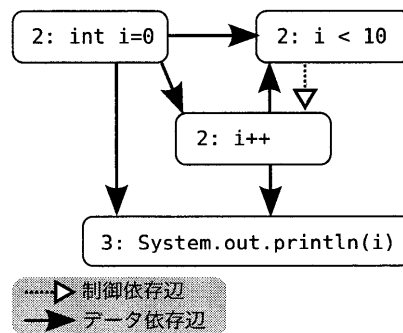 2: int i=0
2: i < 10
2: i++
3: System.out.println(i)
制御依存辺
データ依存辺